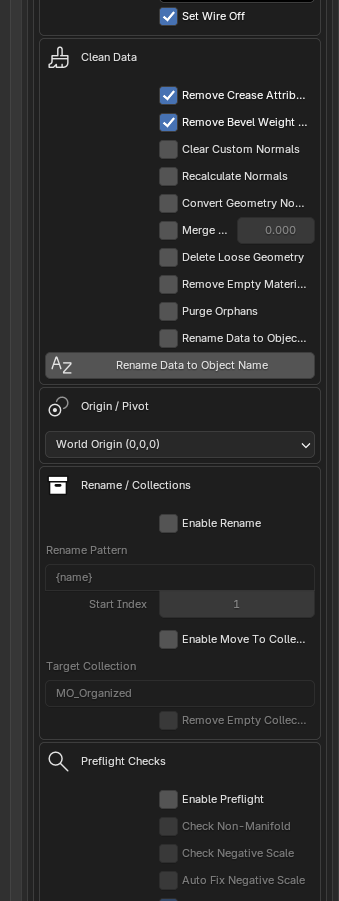 Set Wire Off
Clean Data
Remove Crease Attrib...
Remove Bevel Weight ...
Clear Custom Normals
Recalculate Normals
Convert Geometry No...
Merge ... 0.000
Delete Loose Geometry
Remove Empty Materi...
Purge Orphans
Rename Data to Objec...
AZ Rename Data to Object Name
Origin / Pivot
World Origin (0,0,0)
Rename / Collections
Enable Rename
Rename Pattern
{name}
Start Index 1
Enable Move To Colle...
Target Collection
MO_Organized
Remove Empty Collec...
Preflight Checks
Enable Preflight
Check Non-Manifold
Check Negative Scale
Auto Fix Negative Scale